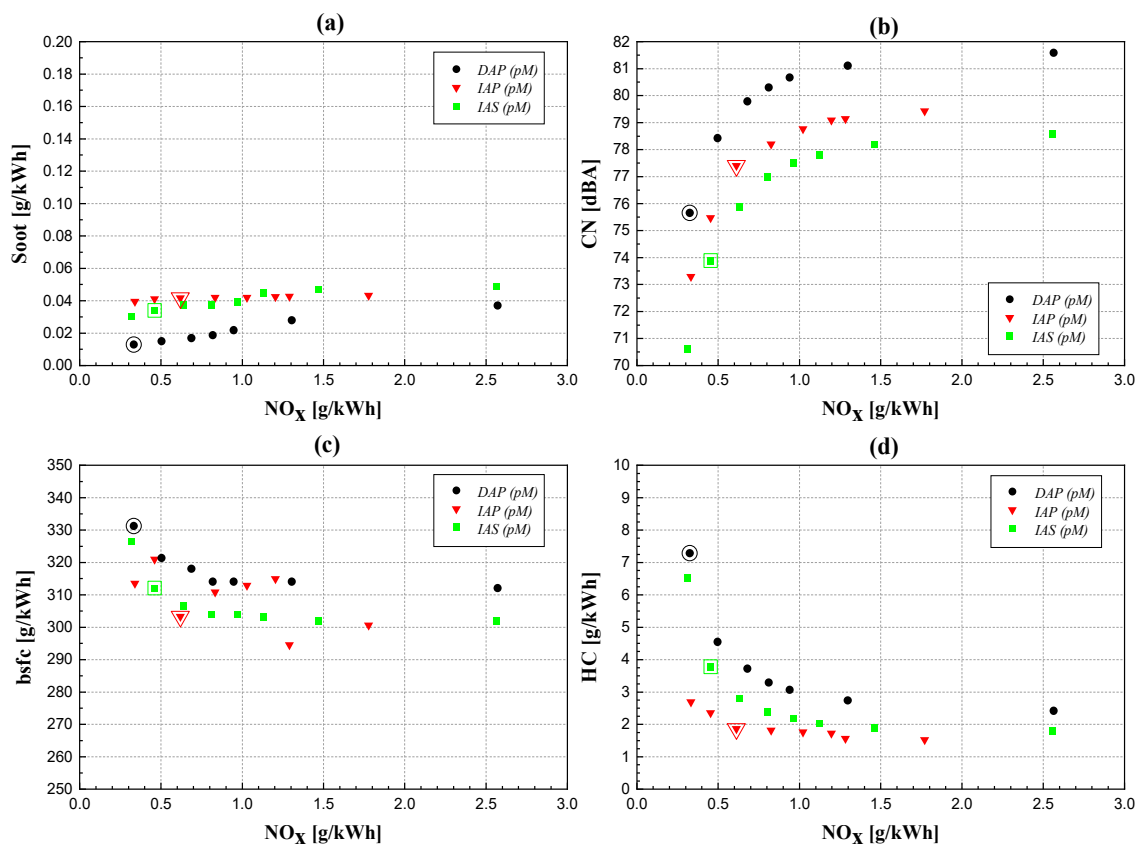 (a)
0.20
0.18
0.16
0.14
0.12
0.10
0.08
0.06
0.04
0.02
0.00
Soot [g/kWh]
DAP (pM)
IAP (pM)
IAS (pM)
0.0 0.5 1.0 1.5 2.0 2.5 3.0
NOX [g/kWh]
(b)
82
81
80
79
78
77
76
75
74
73
72
71
70
CN [dBA]
DAP (pM)
IAP (pM)
IAS (pM)
0.0 0.5 1.0 1.5 2.0 2.5 3.0
NOX [g/kWh]
(c)
350
340
330
320
310
300
290
280
270
260
250
bsfc [g/kWh]
DAP (pM)
IAP (pM)
IAS (pM)
0.0 0.5 1.0 1.5 2.0 2.5 3.0
NOX [g/kWh]
(d)
10
9
8
7
6
5
4
3
2
1
0
HC [g/kWh]
DAP (pM)
IAP (pM)
IAS (pM)
0.0 0.5 1.0 1.5 2.0 2.5 3.0
NOX [g/kWh]